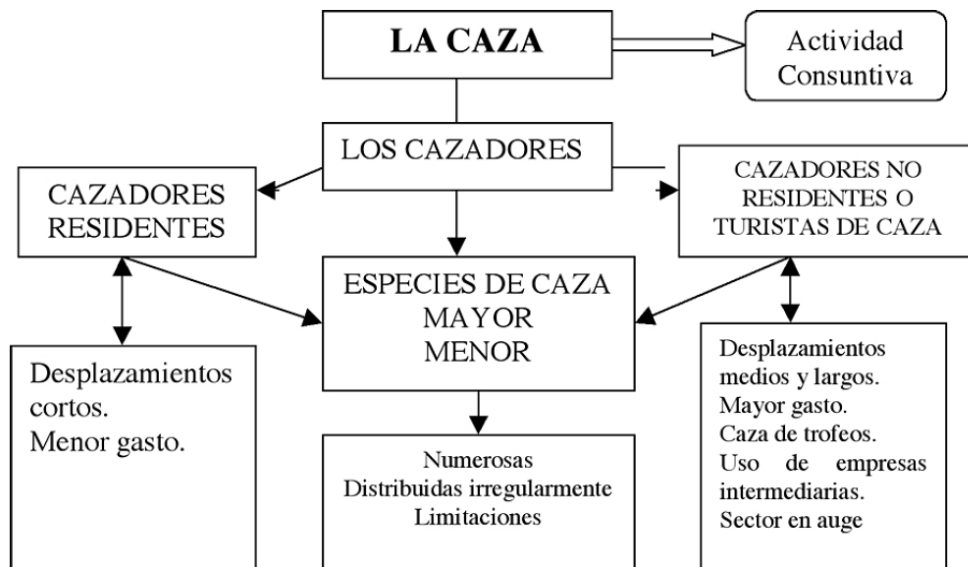 LA CAZA
Actividad
Consuntiva
LOS CAZADORES
CAZADORES
RESIDENTES
CAZADORES NO
RESIDENTES O
TURISTAS DE CAZA
ESPECIES DE CAZA
MAYOR
MENOR
Desplazamientos
cortos.
Menor gasto.
Numerosas
Distribuidas irregularmente
Limitaciones
Desplazamientos
medios y largos.
Mayor gasto.
Caza de trofeos.
Uso de empresas
intermediarias.
Sector en auge